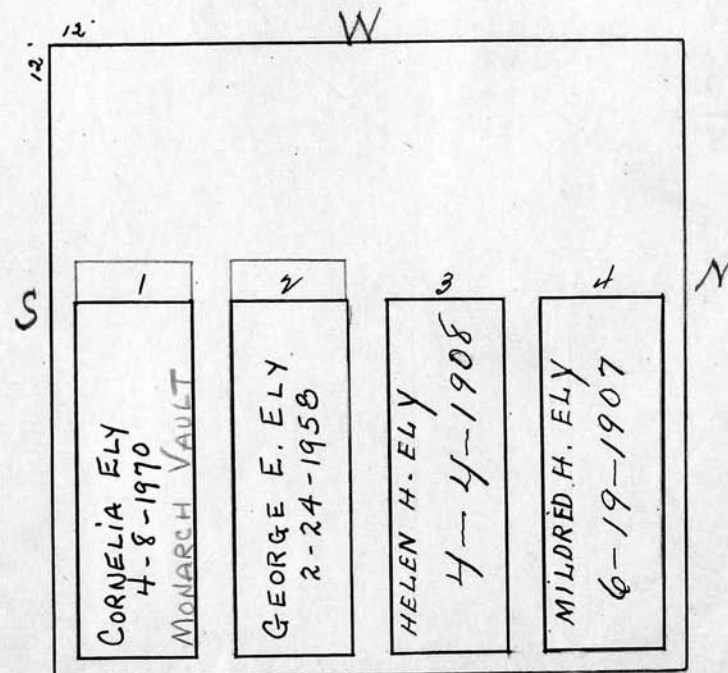 12'
12'
W
S
N
1
2
3
4
CORNELIA ELY
4-8-1970
MONARCH VAULT
GEORGE E. ELY
2-24-1958
HELEN H. ELY
4-4-1908
MILDRED H. ELY
6-19-1907